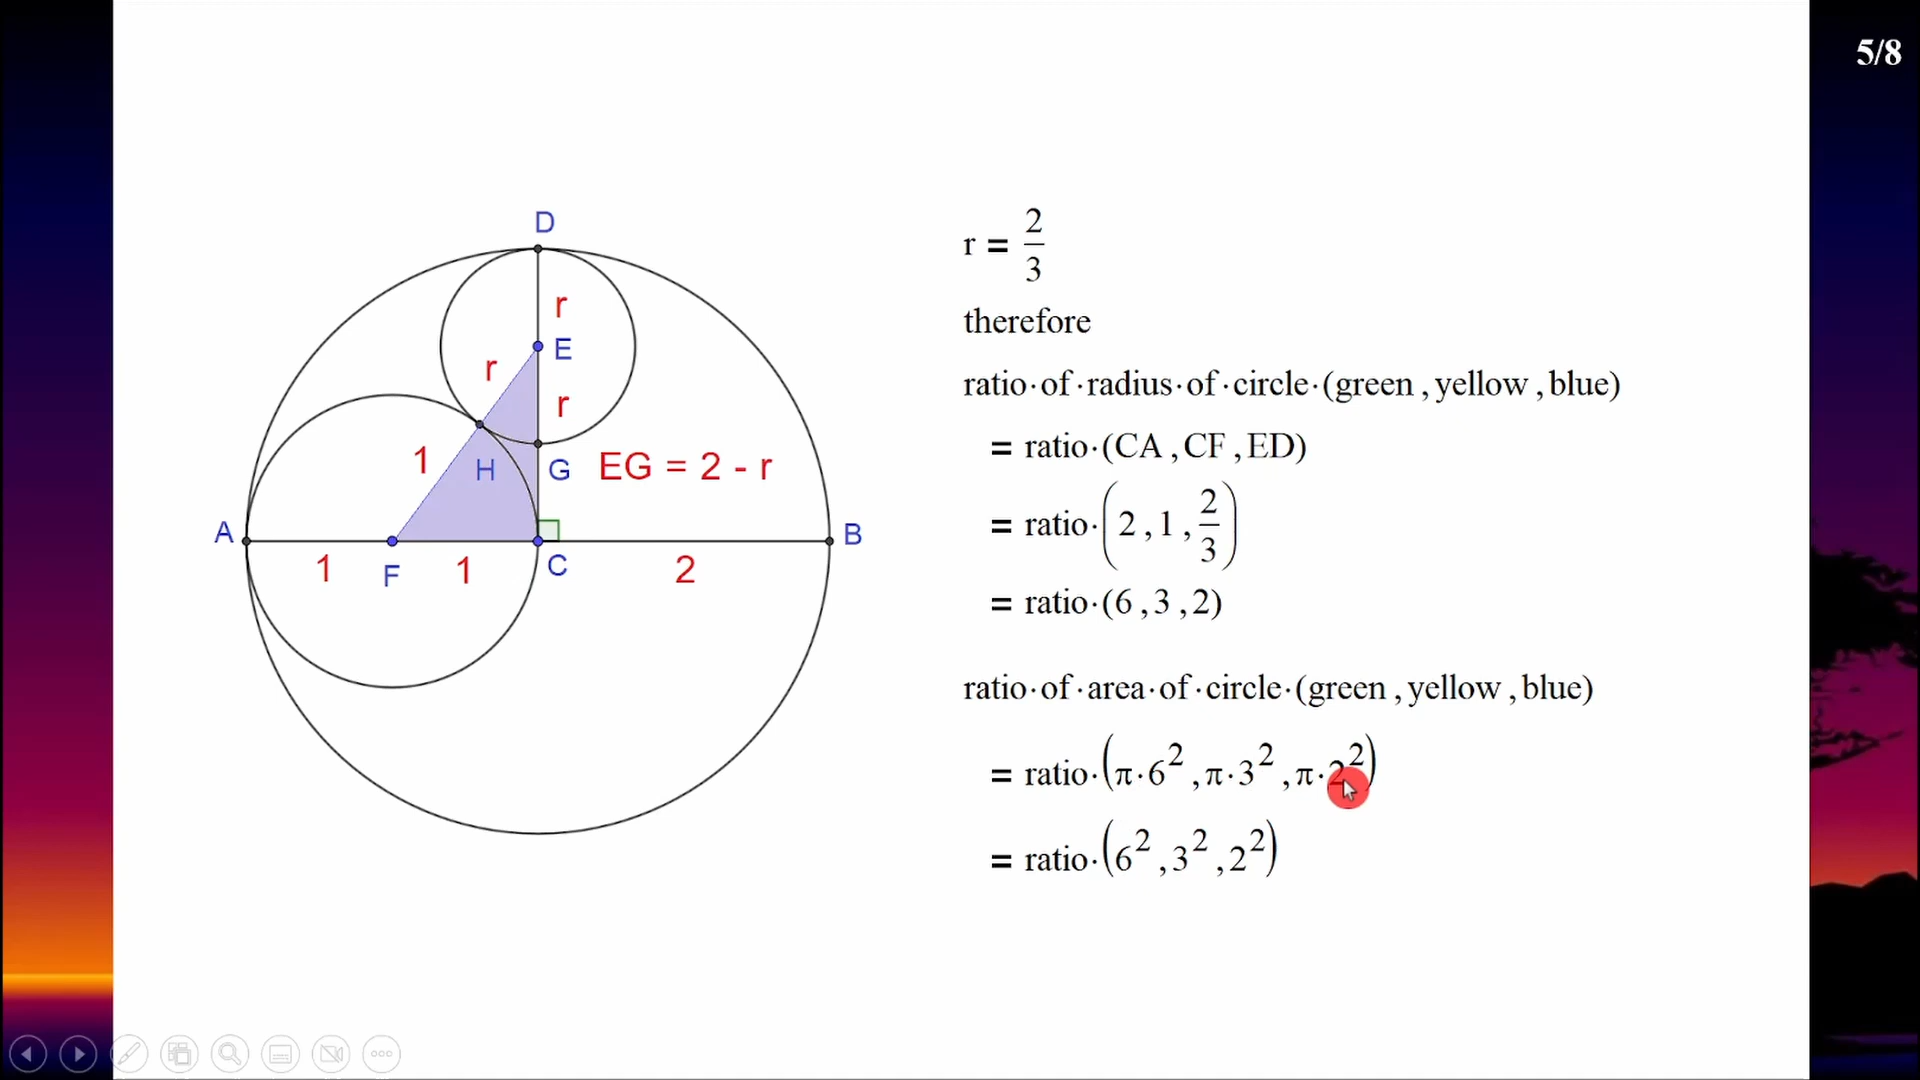 5/8
D
r
E
r
r
1
H
G
EG = 2 - r
A
B
1
F
1
C
2
r = 2/3
therefore
ratio·of·radius·of·circle·(green,yellow,blue)
= ratio·(CA,CF,ED)
= ratio·(2,1,2/3)
= ratio·(6,3,2)
ratio·of·area·of·circle·(green,yellow,blue)
= ratio·(π·6²,π·3²,π·2²)
= ratio·(6²,3²,2²)